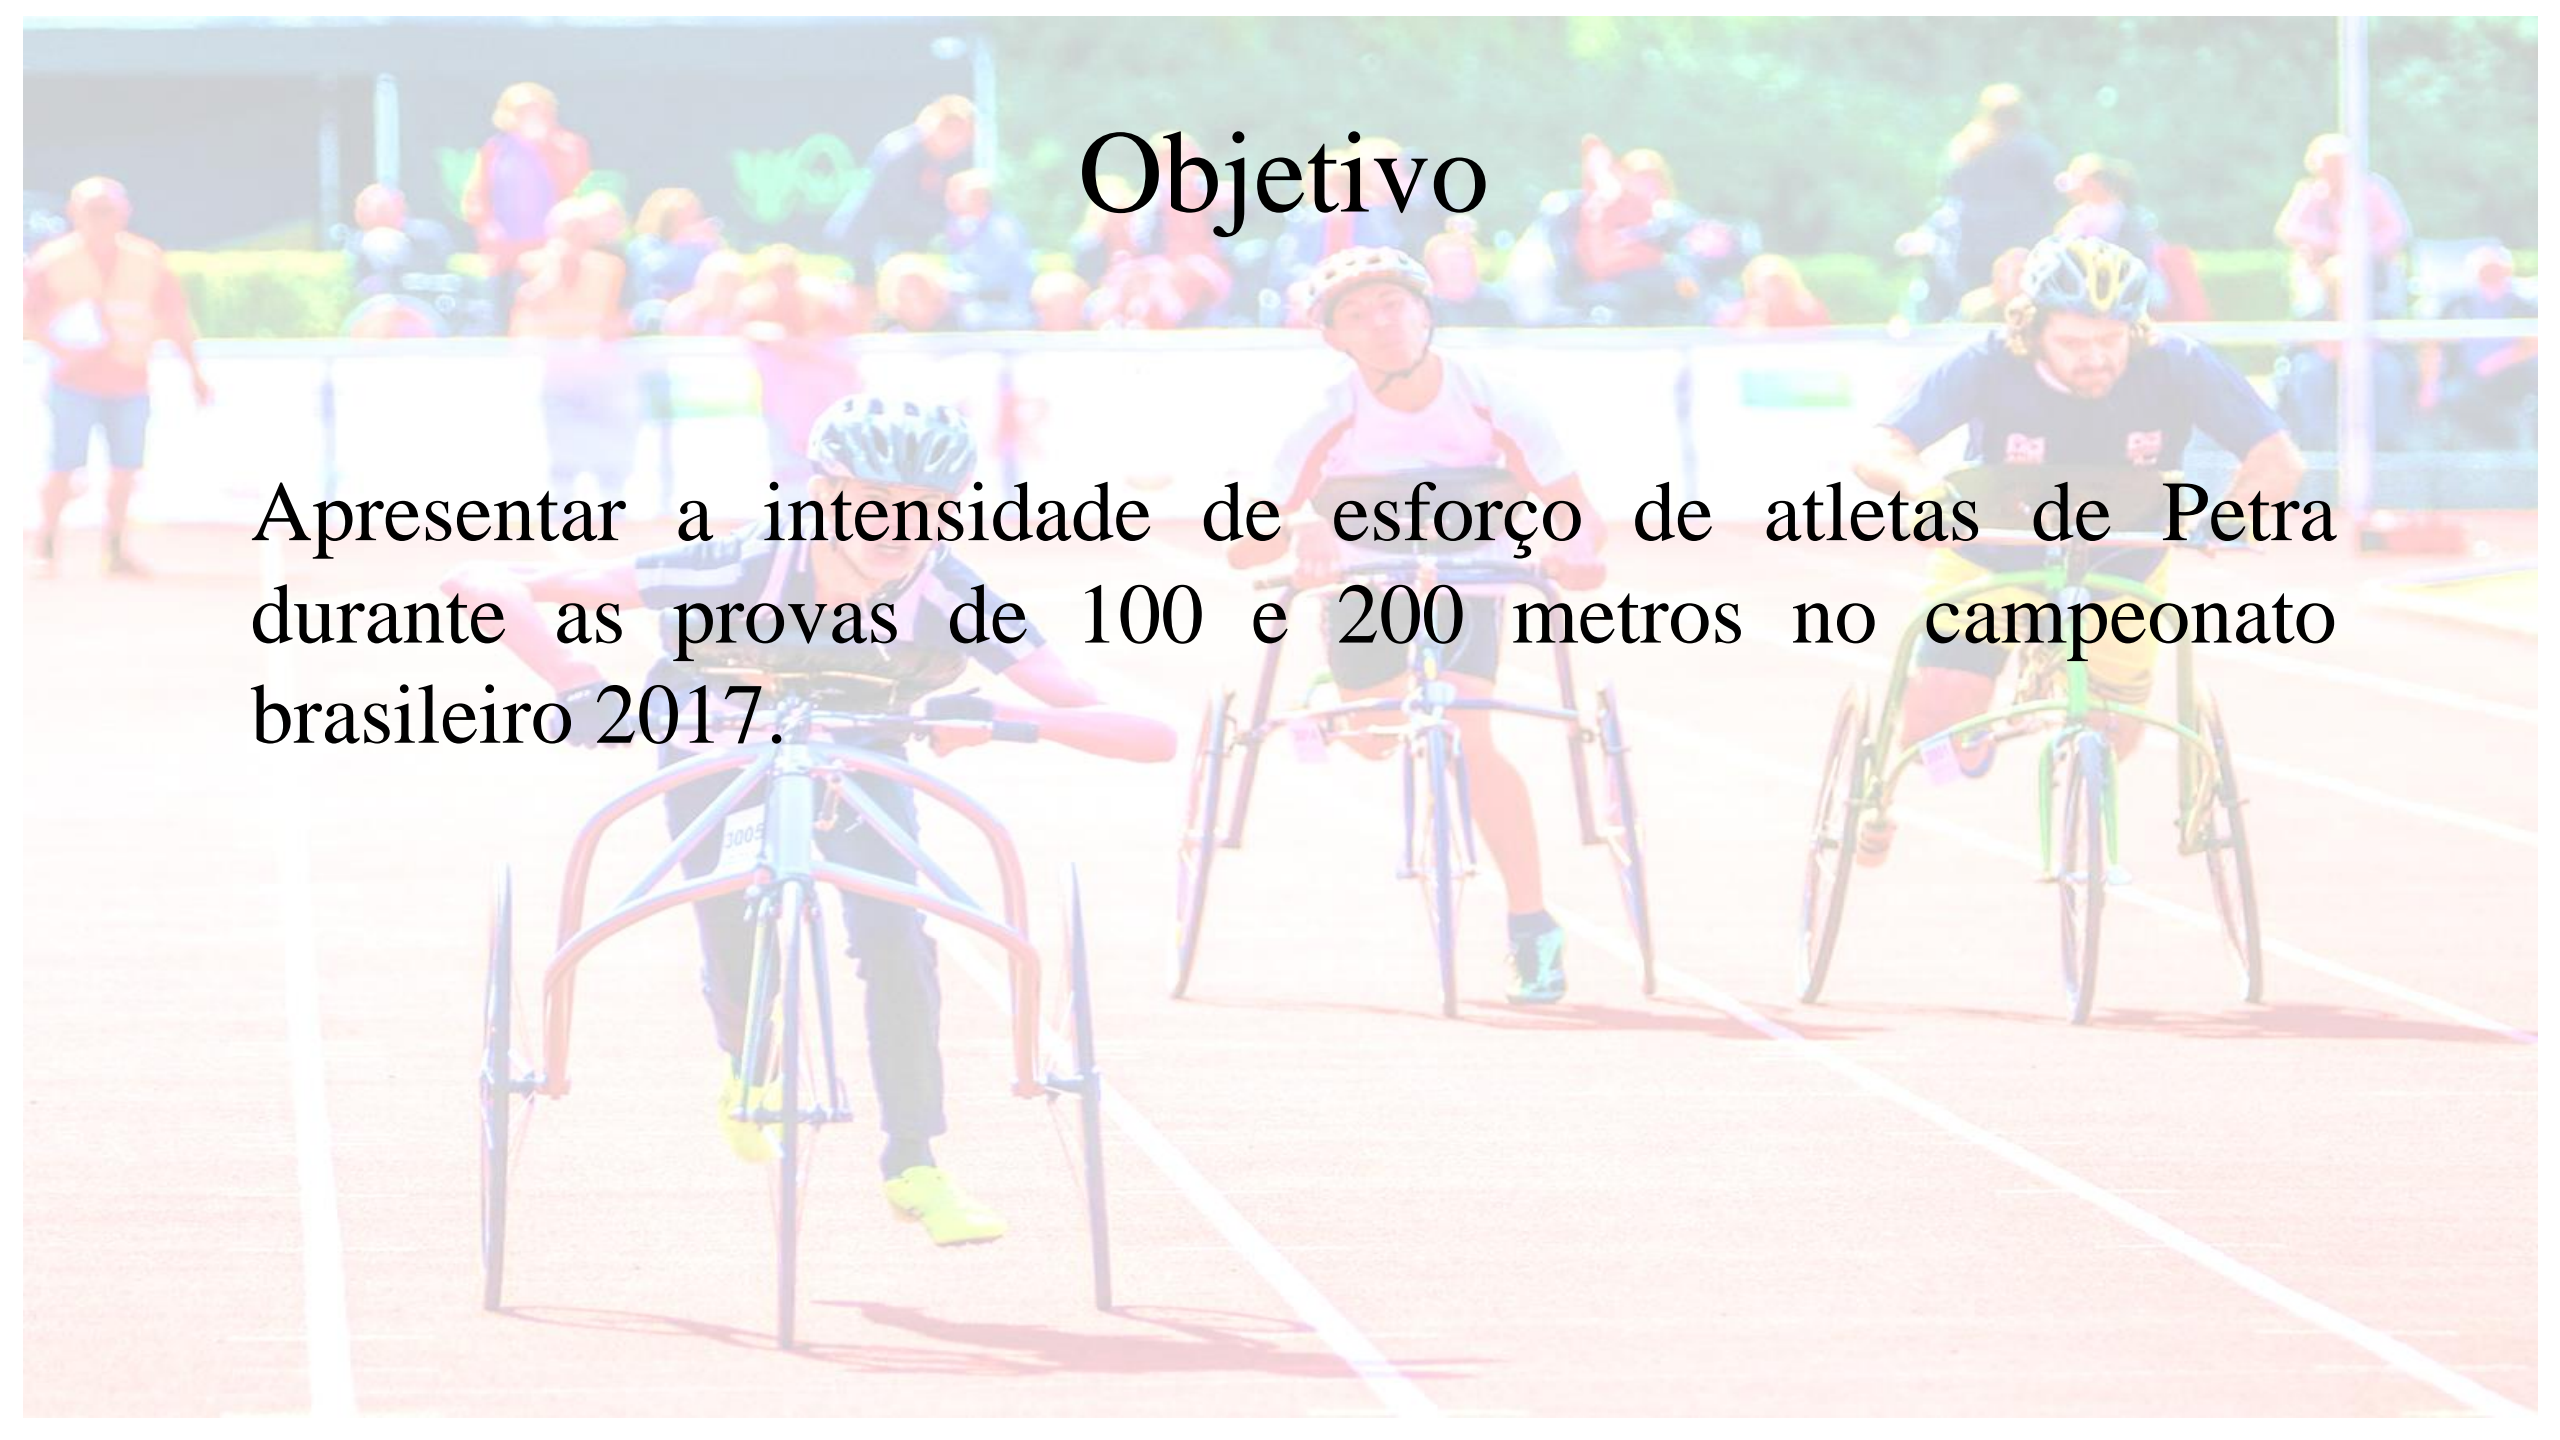 Objetivo
Apresentar a intensidade de esforço de atletas de Petra
durante as provas de 100 e 200 metros no campeonato
brasileiro 2017.
3005